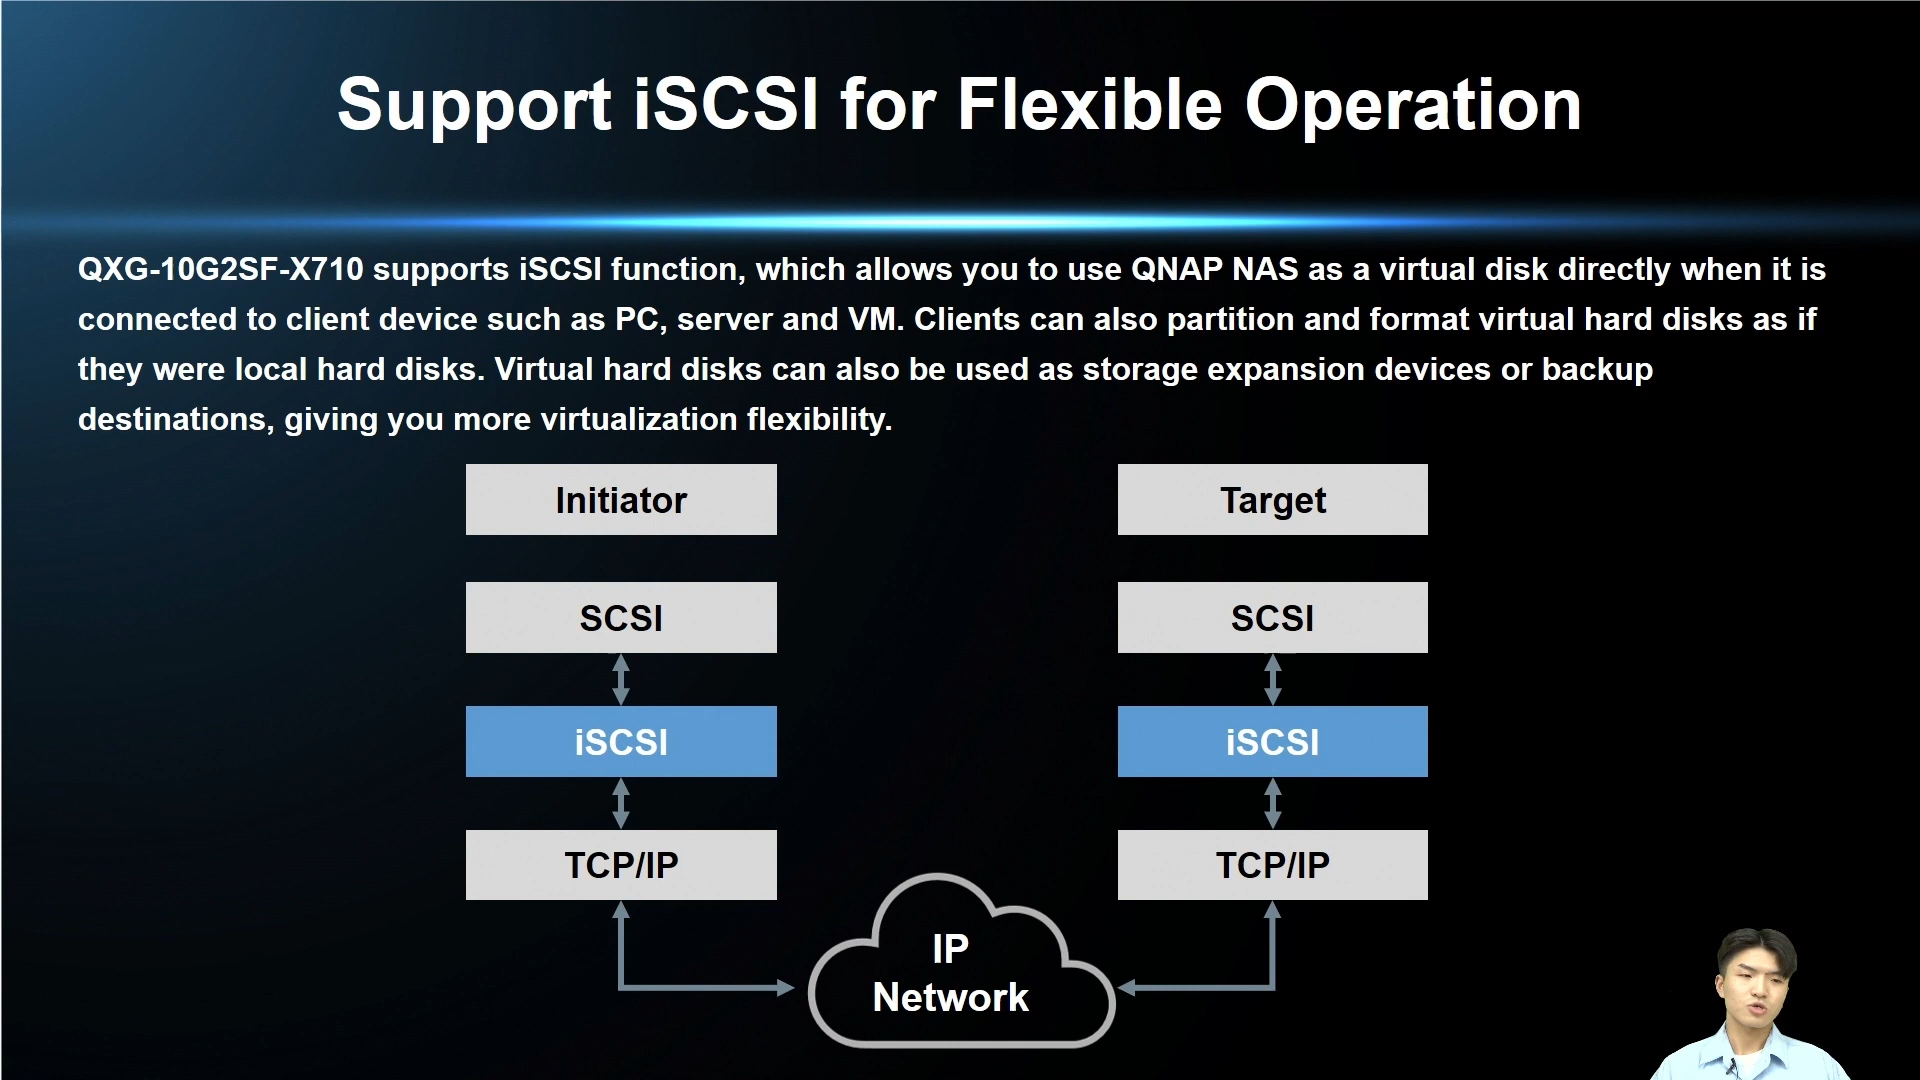 Support iSCSI for Flexible Operation
QXG-10G2SF-X710 supports iSCSI function, which allows you to use QNAP NAS as a virtual disk directly when it is
connected to client device such as PC, server and VM. Clients can also partition and format virtual hard disks as if
they were local hard disks. Virtual hard disks can also be used as storage expansion devices or backup
destinations, giving you more virtualization flexibility.
Initiator
SCSI
iSCSI
TCP/IP
Target
SCSI
iSCSI
TCP/IP
IP
Network